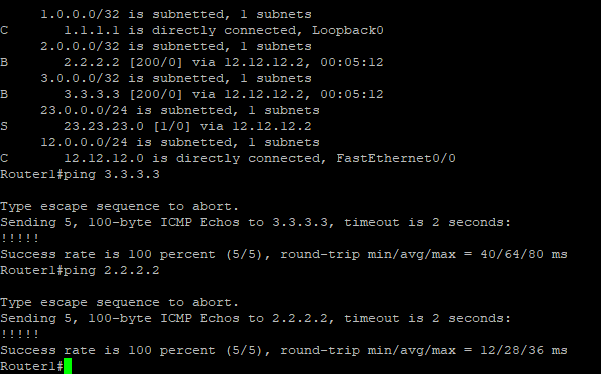 1.0.0.0/32 is subnetted, 1 subnets
C 1.1.1.1 is directly connected, Loopback0
2.0.0.0/32 is subnetted, 1 subnets
B 2.2.2.2 [200/0] via 12.12.12.2, 00:05:12
3.0.0.0/32 is subnetted, 1 subnets
B 3.3.3.3 [200/0] via 12.12.12.2, 00:05:12
23.0.0.0/24 is subnetted, 1 subnets
S 23.23.23.0 [1/0] via 12.12.12.2
12.0.0.0/24 is subnetted, 1 subnets
C 12.12.12.0 is directly connected, FastEthernet0/0
Router1#ping 3.3.3.3
Type escape sequence to abort.
Sending 5, 100-byte ICMP Echos to 3.3.3.3, timeout is 2 seconds:
!!!!!
Success rate is 100 percent (5/5), round-trip min/avg/max = 40/64/80 ms
Router1#ping 2.2.2.2
Type escape sequence to abort.
Sending 5, 100-byte ICMP Echos to 2.2.2.2, timeout is 2 seconds:
!!!!!
Success rate is 100 percent (5/5), round-trip min/avg/max = 12/28/36 ms
Router1#